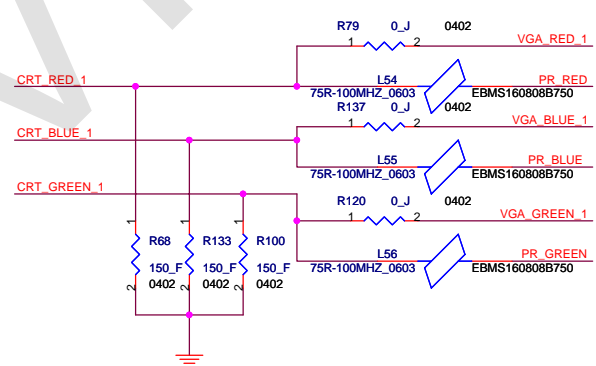 R79 0_J 0402
1 2 VGA_RED_1
CRT_RED_1 L54 PR_RED
75R-100MHZ_0603 EBMS160808B750
R137 0_J 0402
1 2 VGA_BLUE_1
CRT_BLUE_1
L55 PR_BLUE
75R-100MHZ_0603 EBMS160808B750
CRT_GREEN_1
R120 0_J 0402
1 2 VGA_GREEN_1
1 1 1
R68 R133 R100
L56 PR_GREEN
150_F 150_F 150_F
75R-100MHZ_0603 EBMS160808B750
0402 0402 0402
2 2 2